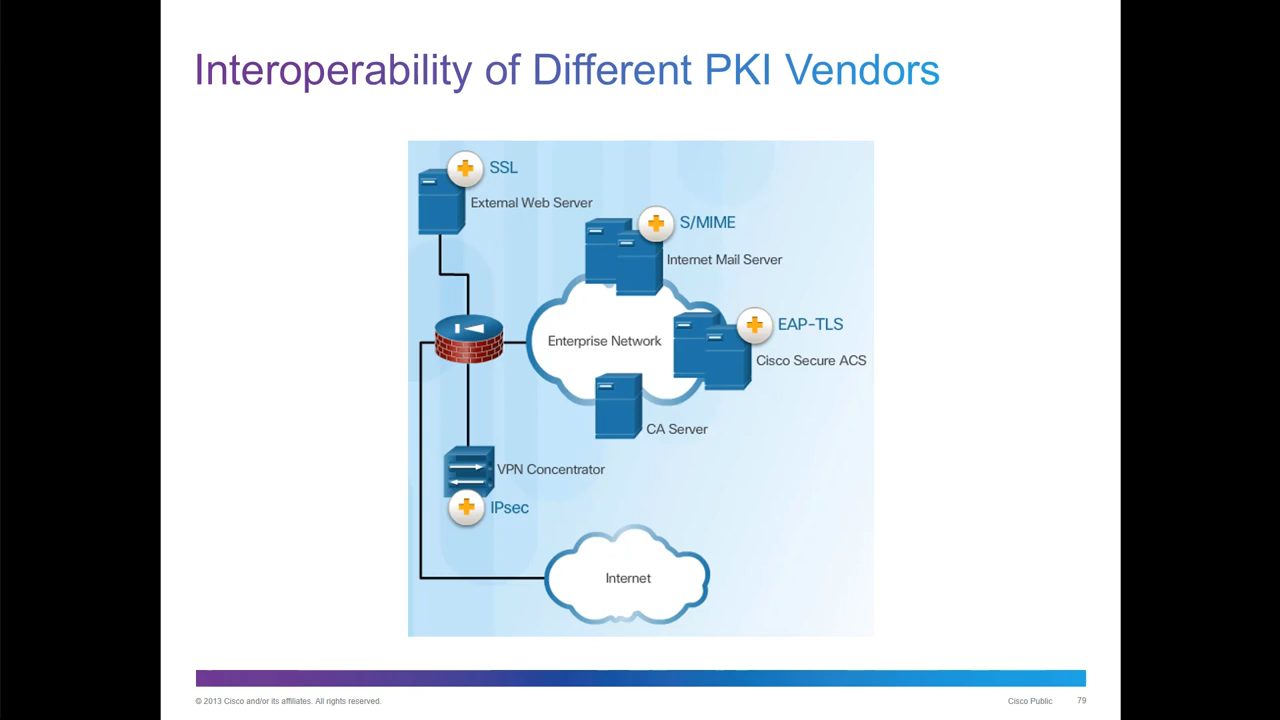 Interoperability of Different PKI Vendors
SSL
External Web Server
S/MIME
Internet Mail Server
EAP-TLS
Enterprise Network
Cisco Secure ACS
CA Server
VPN Concentrator
IPsec
Internet
© 2013 Cisco and/or its affiliates. All rights reserved.
Cisco Public
79